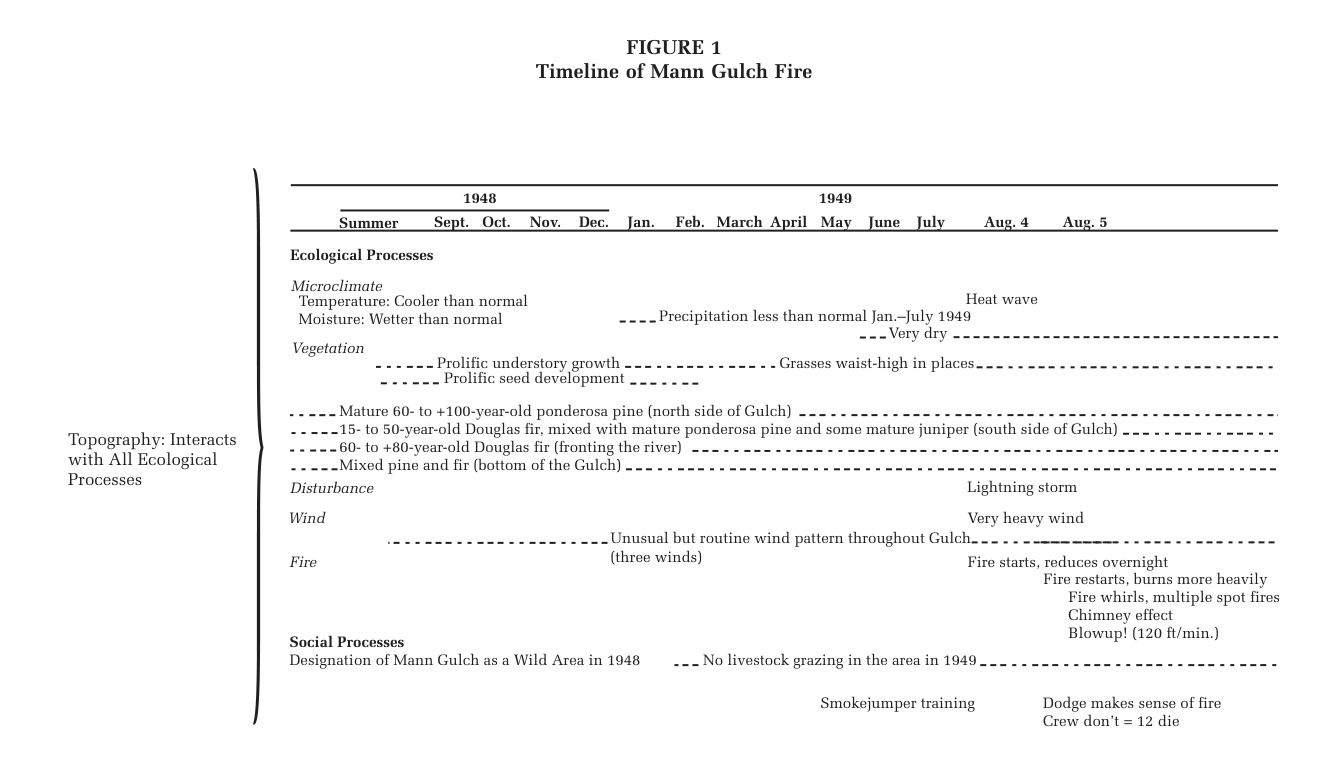 FIGURE 1
Timeline of Mann Gulch Fire
1948 1949
Summer Sept. Oct. Nov. Dec. Jan. Feb. March April May June July Aug. 4 Aug. 5
Ecological Processes
Microclimate
Temperature: Cooler than normal Heat wave
Moisture: Wetter than normal Precipitation less than normal Jan.–July 1949
Very dry
Vegetation
Prolific understory growth Grasses waist-high in places
Prolific seed development
Mature 60- to +100-year-old ponderosa pine (north side of Gulch)
15- to 50-year-old Douglas fir, mixed with mature ponderosa pine and some mature juniper (south side of Gulch)
60- to +80-year-old Douglas fir (fronting the river)
Mixed pine and fir (bottom of the Gulch)
Topography: Interacts
with All Ecological
Processes
Disturbance Lightning storm
Wind Very heavy wind
Unusual but routine wind pattern throughout Gulch
(three winds)
Fire Fire starts, reduces overnight
Fire restarts, burns more heavily
Fire whirls, multiple spot fires
Chimney effect
Blowup! (120 ft/min.)
Social Processes
Designation of Mann Gulch as a Wild Area in 1948 No livestock grazing in the area in 1949
Smokejumper training Dodge makes sense of fire
Crew don’t = 12 die